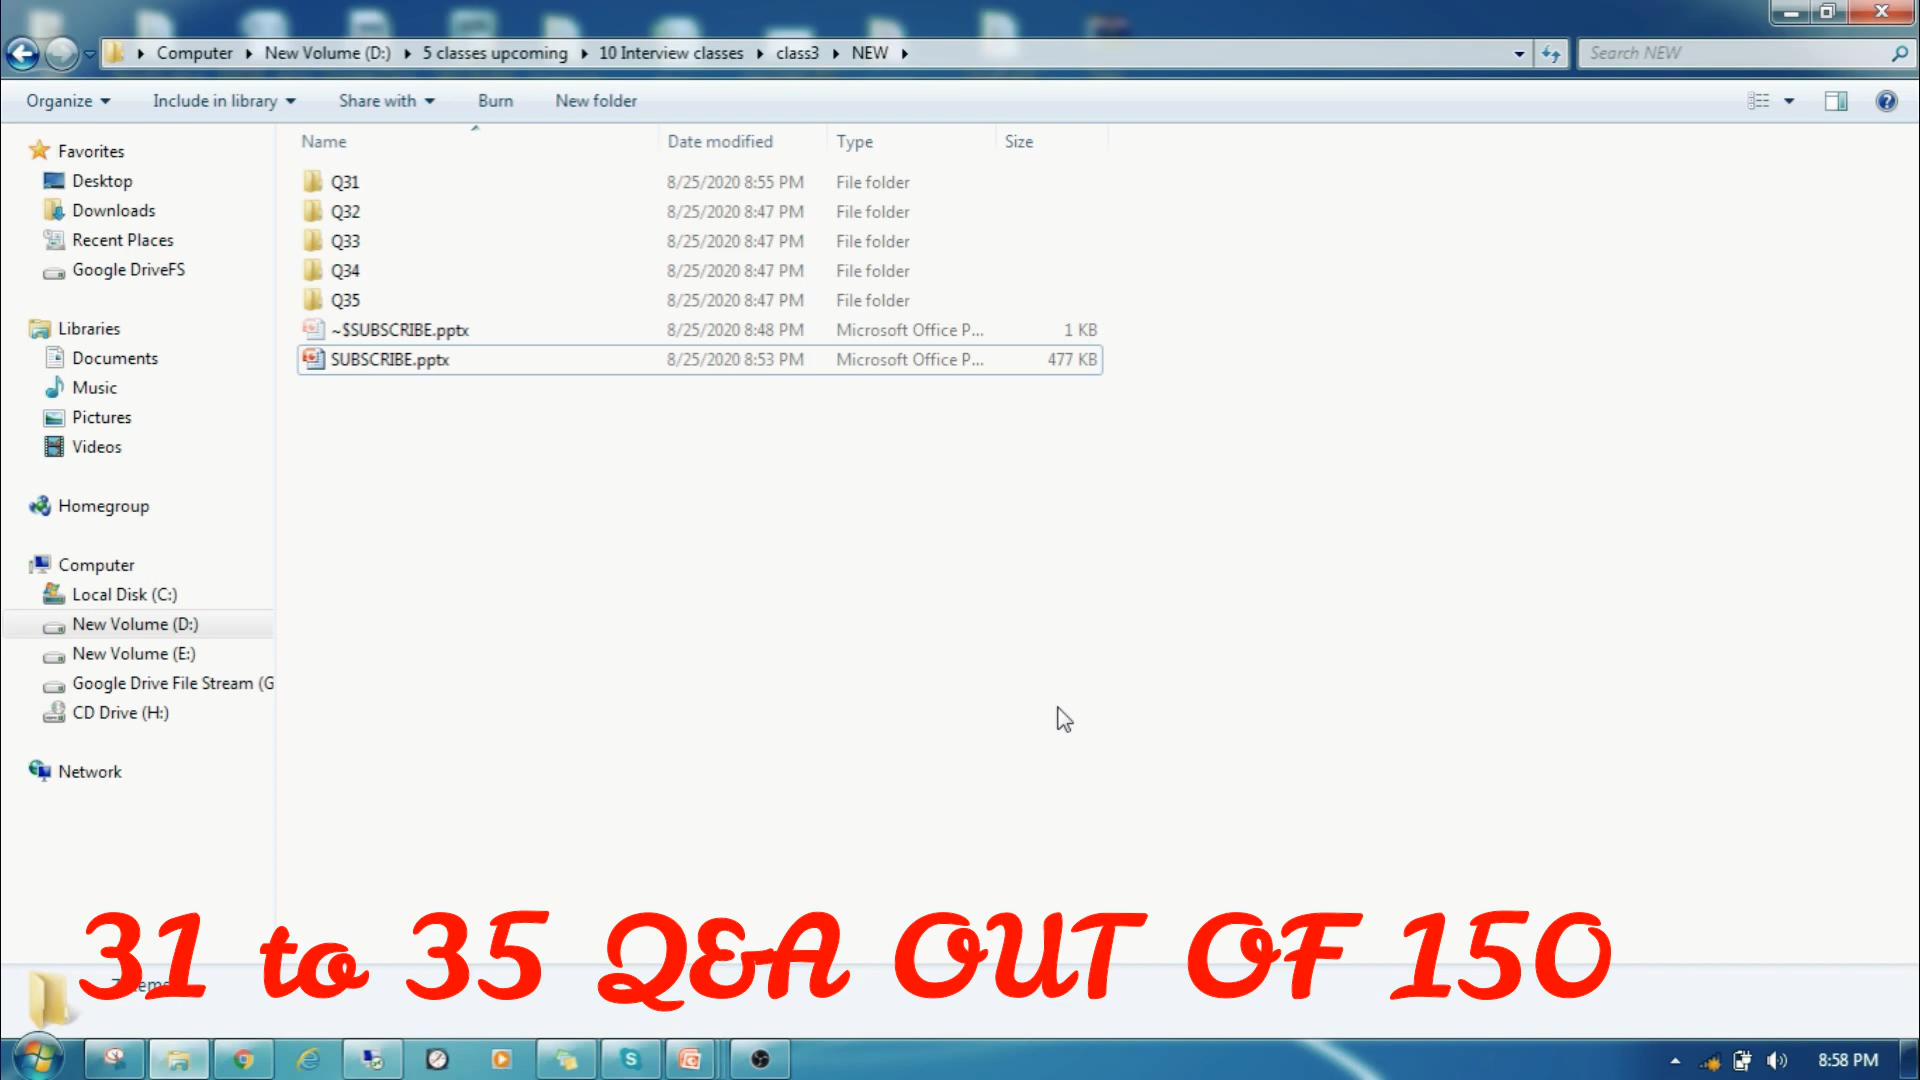 Computer New Volume (D:) 5 classes upcoming 10 Interview classes class3 NEW Search NEW
Organize Include in library Share with Burn New folder
Name Date modified Type Size
Favorites
Desktop
Downloads
Recent Places
Google DriveFS
Libraries
Documents
Music
Pictures
Videos
Homegroup
Computer
Local Disk (C:)
New Volume (D:)
New Volume (E:)
Google Drive File Stream (G
CD Drive (H:)
Network
Q31 8/25/2020 8:55 PM File folder
Q32 8/25/2020 8:47 PM File folder
Q33 8/25/2020 8:47 PM File folder
Q34 8/25/2020 8:47 PM File folder
Q35 8/25/2020 8:47 PM File folder
~$SUBSCRIBE.pptx 8/25/2020 8:48 PM Microsoft Office P... 1 KB
SUBSCRIBE.pptx 8/25/2020 8:53 PM Microsoft Office P... 477 KB
31 to 35 Q&A OUT OF 150
8:58 PM